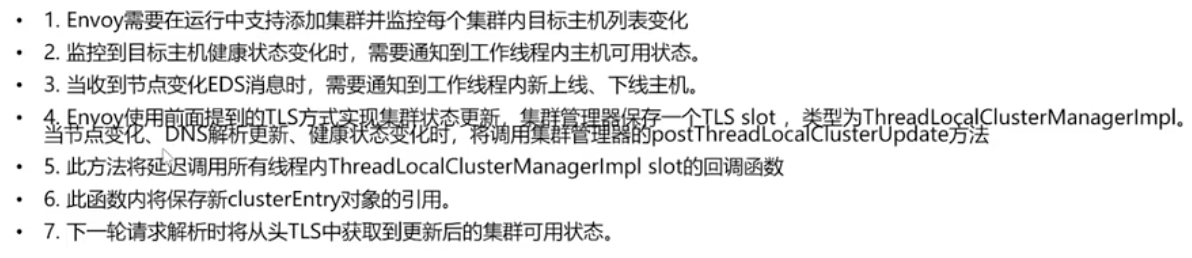 • 1. Envoy需要在运行中支持添加集群并监控每个集群内目标主机列表变化
• 2. 监控到目标主机健康状态变化时，需要通知到工作线程内主机可用状态。
• 3. 当收到节点变化EDS消息时，需要通知到工作线程内新上线、下线主机。
• 4. Envoy使用前面提到的TLS方式实现集群状态更新，集群管理器保存一个TLS slot ，类型为ThreadLocalClusterManagerImpl。
当节点变化、DNS解析更新、健康状态变化时，将调用集群管理器的postThreadLocalClusterUpdate方法
• 5. 此方法将延迟调用所有线程内ThreadLocalClusterManagerImpl slot的回调函数
• 6. 此函数内将保存新clusterEntry对象的引用。
• 7. 下一轮请求解析时将从头TLS中获取到更新后的集群可用状态。